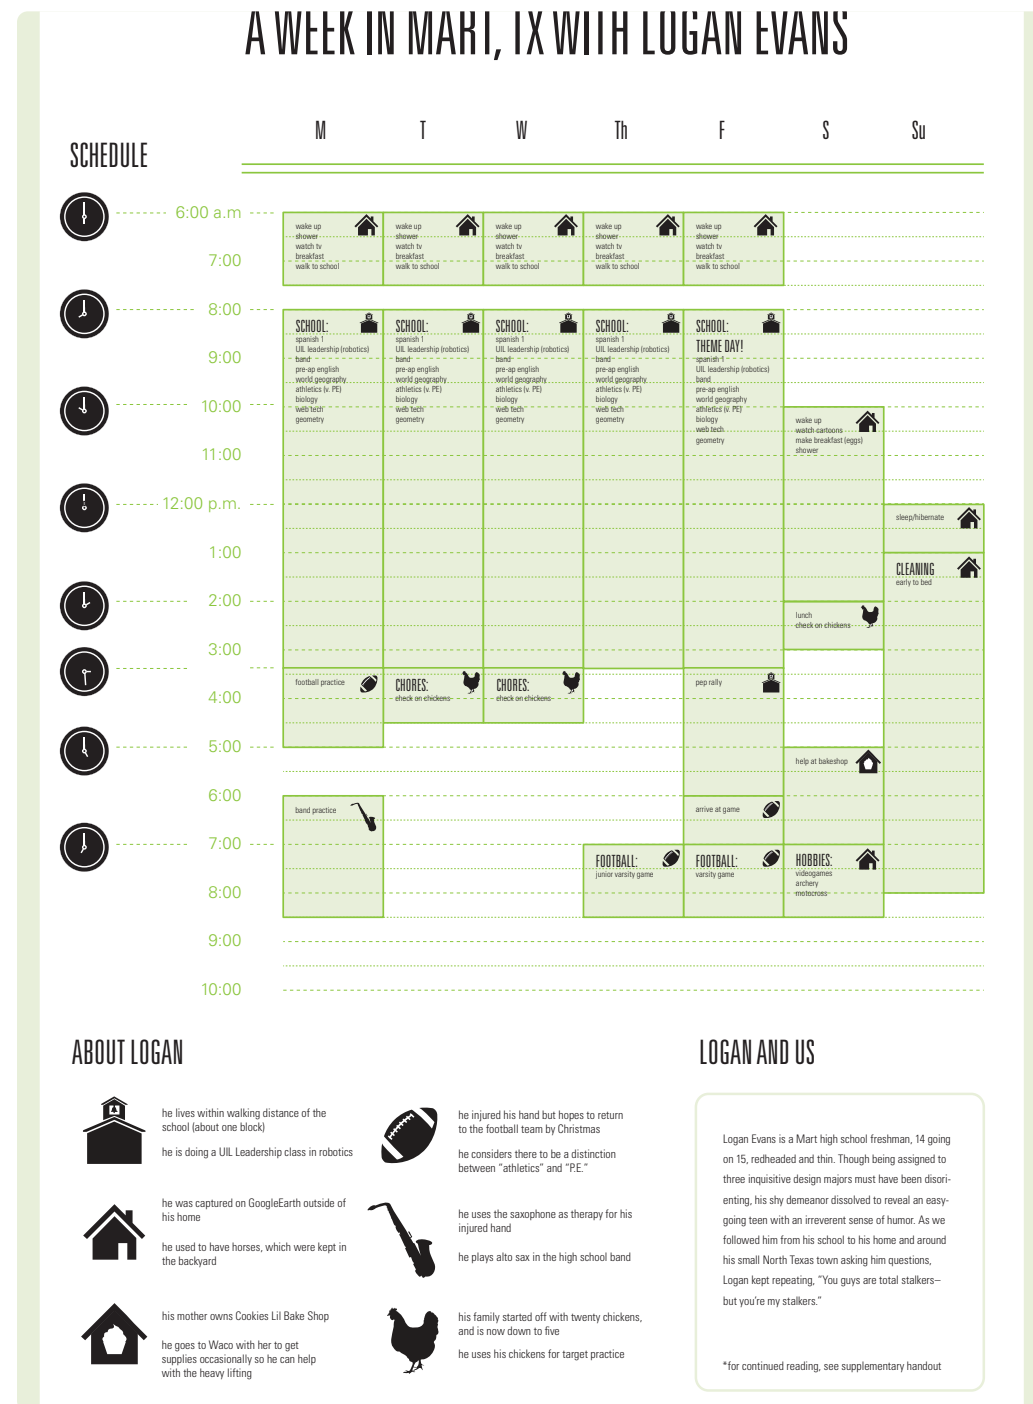 A WEEK IN MART, TX WITH LOGAN EVANS
M T W Th F S Su
SCHEDULE
6:00 a.m
7:00
8:00
9:00
10:00
11:00
12:00 p.m.
1:00
2:00
3:00
4:00
5:00
6:00
7:00
8:00
9:00
10:00
wake up
shower
watch tv
breakfast
walk to school
SCHOOL:
spanish 1
UIL leadership (robotics)
band
pre-ap english
world geography
athletics (v. PE)
biology
web tech
geometry
football practice
band practice
wake up
shower
watch tv
breakfast
walk to school
SCHOOL:
spanish 1
UIL leadership (robotics)
band
pre-ap english
world geography
athletics (v. PE)
biology
web tech
geometry
CHORES:
check on chickens
wake up
shower
watch tv
breakfast
walk to school
SCHOOL:
spanish 1
UIL leadership (robotics)
band
pre-ap english
world geography
athletics (v. PE)
biology
web tech
geometry
CHORES:
check on chickens
wake up
shower
watch tv
breakfast
walk to school
SCHOOL:
spanish 1
UIL leadership (robotics)
band
pre-ap english
world geography
athletics (v. PE)
biology
web tech
geometry
FOOTBALL:
junior varsity game
wake up
shower
watch tv
breakfast
walk to school
SCHOOL:
THEME DAY!
spanish 1
UIL leadership (robotics)
band
pre-ap english
world geography
athletics (v. PE)
biology
web tech
geometry
pep rally
arrive at game
FOOTBALL:
varsity game
wake up
watch cartoons
make breakfast (eggs)
shower
lunch
check on chickens
help at bakeshop
HOBBIES:
videogames
archery
motocross
sleep/hibernate
CLEANING
early to bed
ABOUT LOGAN
he lives within walking distance of the
school (about one block)
he is doing a UIL Leadership class in robotics
he was captured on GoogleEarth outside of
his home
he used to have horses, which were kept in
the backyard
his mother owns Cookies Lil Bake Shop
he goes to Waco with her to get
supplies occasionally so he can help
with the heavy lifting
he injured his hand but hopes to return
to the football team by Christmas
he considers there to be a distinction
between "athletics" and "P.E."
he uses the saxophone as therapy for his
injured hand
he plays alto sax in the high school band
his family started off with twenty chickens,
and is now down to five
he uses his chickens for target practice
LOGAN AND US
Logan Evans is a Mart high school freshman, 14 going
on 15, redheaded and thin. Though being assigned to
three inquisitive design majors must have been disori-
enting, his shy demeanor dissolved to reveal an easy-
going teen with an irreverent sense of humor. As we
followed him from his school to his home and around
his small North Texas town asking him questions,
Logan kept repeating, "You guys are total stalkers–
but you're my stalkers."
*for continued reading, see supplementary handout